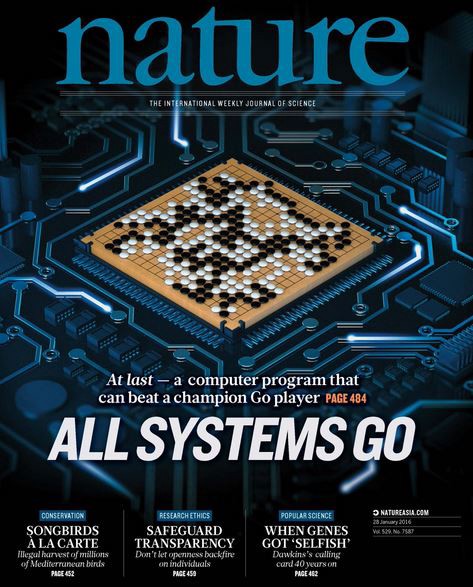 nature
THE INTERNATIONAL WEEKLY JOURNAL OF SCIENCE
At last — a computer program that
can beat a champion Go player PAGE 484
ALL SYSTEMS GO
CONSERVATION
SONGBIRDS
À LA CARTE
Illegal harvest of millions
of Mediterranean birds
PAGE 452
RESEARCH ETHICS
SAFEGUARD
TRANSPARENCY
Don't let openness backfire
on individuals
PAGE 459
POPULAR SCIENCE
WHEN GENES
GOT ‘SELFISH’
Dawkins's calling
card 40 years on
PAGE 462
NATUREASIA.COM
28 January 2016
Vol. 529, No. 7587